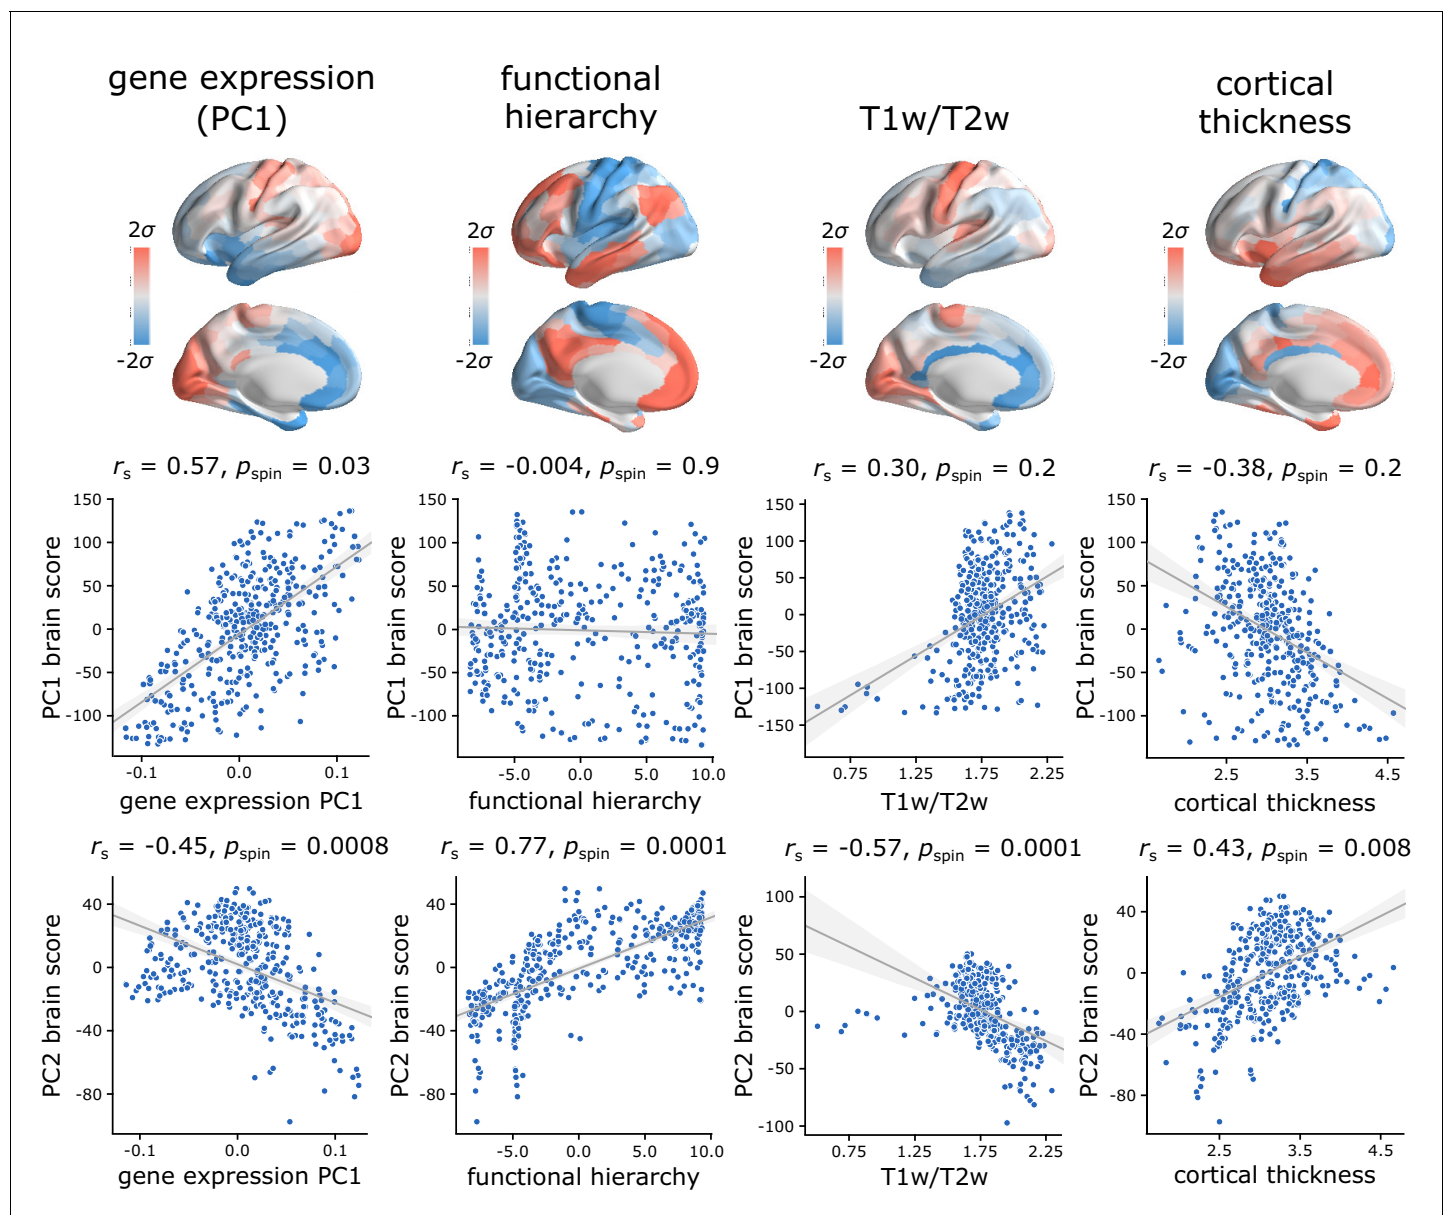 gene expression
(PC1)
functional
hierarchy
T1w/T2w
cortical
thickness
2σ
-2σ
2σ
-2σ
2σ
-2σ
2σ
-2σ
rs = 0.57, pspin = 0.03
rs = -0.004, pspin = 0.9
rs = 0.30, pspin = 0.2
rs = -0.38, pspin = 0.2
PC1 brain score
150
100
50
0
-50
-100
-0.1
0.0
0.1
gene expression PC1
PC1 brain score
150
100
50
0
-50
-100
-5.0
0.0
5.0
10.0
functional hierarchy
PC1 brain score
150
100
50
0
-50
-100
-150
0.75
1.25
1.75
2.25
T1w/T2w
PC1 brain score
150
100
50
0
-50
-100
2.5
3.5
4.5
cortical thickness
rs = -0.45, pspin = 0.0008
rs = 0.77, pspin = 0.0001
rs = -0.57, pspin = 0.0001
rs = 0.43, pspin = 0.008
PC2 brain score
40
0
-40
-80
-0.1
0.0
0.1
gene expression PC1
PC2 brain score
40
0
-40
-80
-5.0
0.0
5.0
10.0
functional hierarchy
PC2 brain score
100
50
0
-50
-100
0.75
1.25
1.75
2.25
T1w/T2w
PC2 brain score
40
0
-40
-80
2.5
3.5
4.5
cortical thickness